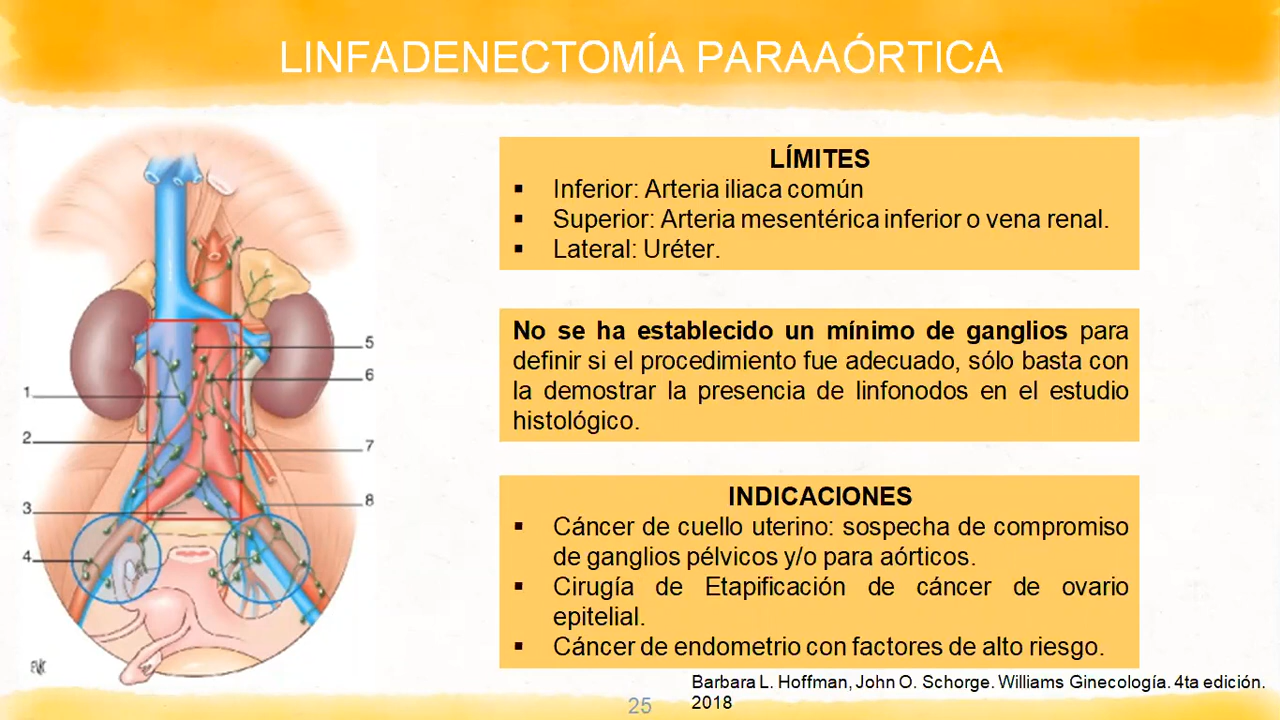 LINFADENECTOMÍA PARAAÓRTICA
LÍMITES
▪ Inferior: Arteria iliaca común
▪ Superior: Arteria mesentérica inferior o vena renal.
▪ Lateral: Uréter.
No se ha establecido un mínimo de ganglios para
definir si el procedimiento fue adecuado, sólo basta con
la demostrar la presencia de linfonodos en el estudio
histológico.
INDICACIONES
▪ Cáncer de cuello uterino: sospecha de compromiso
de ganglios pélvicos y/o para aórticos.
▪ Cirugía de Etapificación de cáncer de ovario
epitelial.
▪ Cáncer de endometrio con factores de alto riesgo.
1
2
3
4
5
6
7
8
Barbara L. Hoffman, John O. Schorge. Williams Ginecología. 4ta edición.
2018
25